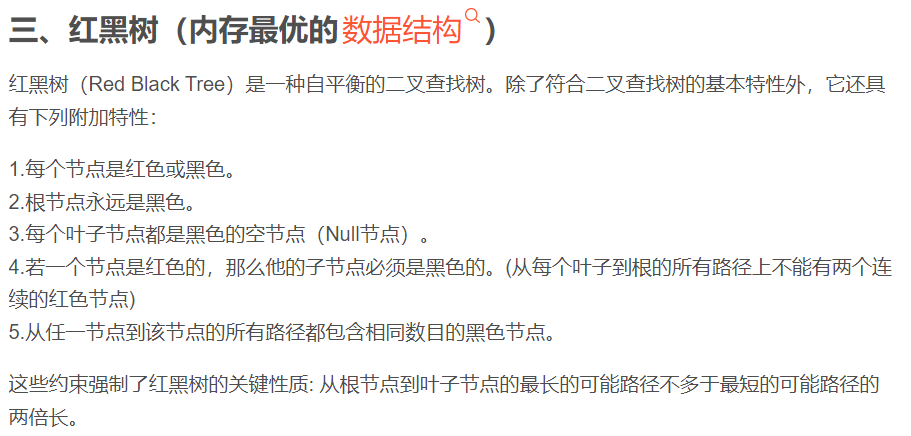 三、红黑树（内存最优的数据结构）
红黑树（Red Black Tree）是一种自平衡的二叉查找树。除了符合二叉查找树的基本特性外，它还具
有下列附加特性：
1.每个节点是红色或黑色。
2.根节点永远是黑色。
3.每个叶子节点都是黑色的空节点（Null节点）。
4.若一个节点是红色的，那么他的子节点必须是黑色的。(从每个叶子到根的所有路径上不能有两个连
续的红色节点)
5.从任一节点到该节点的所有路径都包含相同数目的黑色节点。
这些约束强制了红黑树的关键性质: 从根节点到叶子节点的最长的可能路径不多于最短的可能路径的
两倍长。